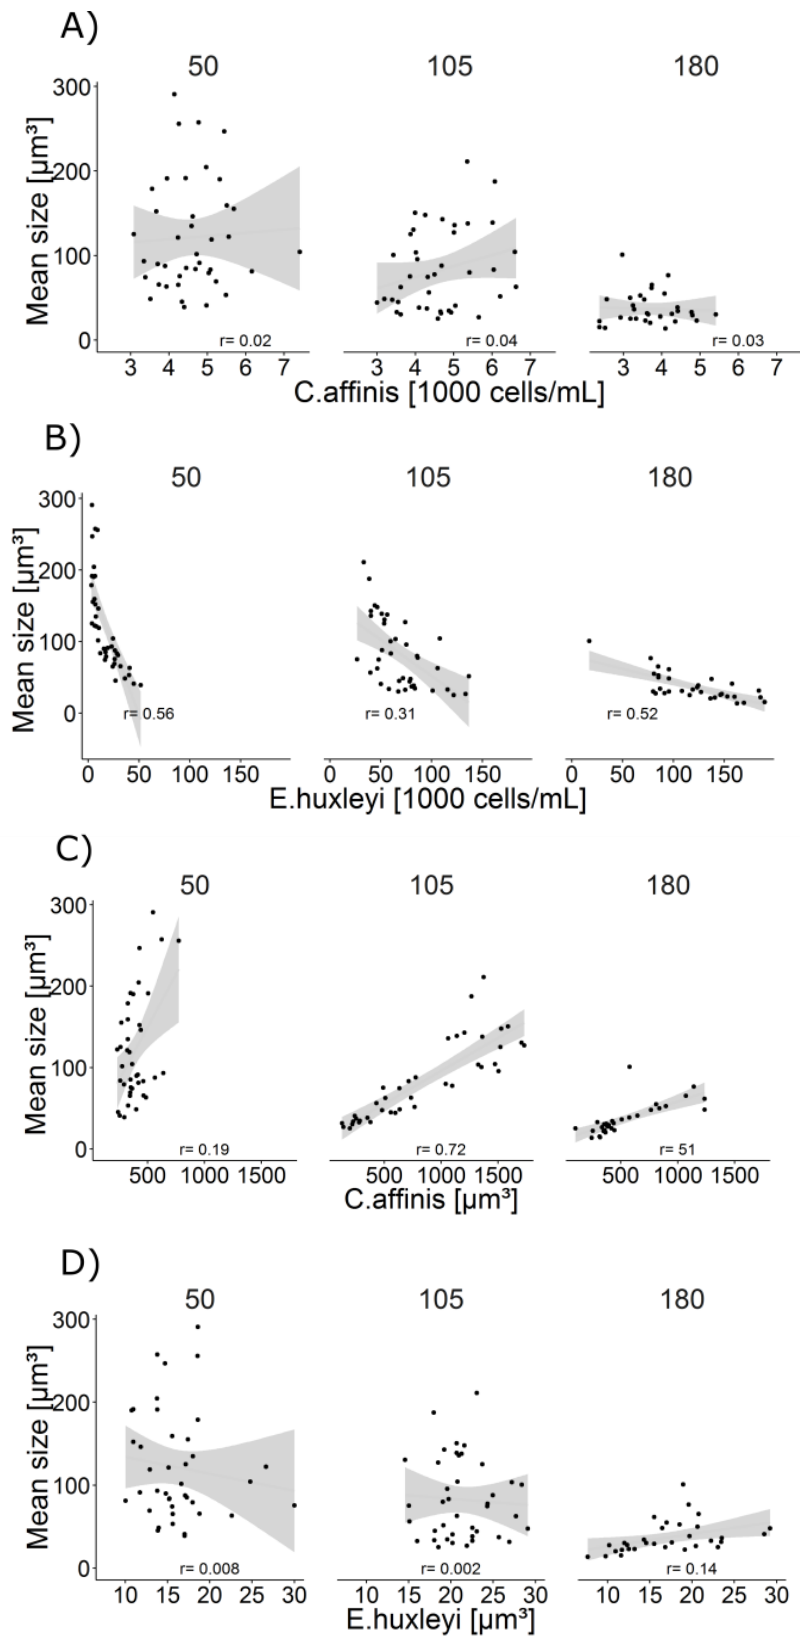 A)
50 105 180
Mean size [µm³]
300
200
100
0
r= 0.02 r= 0.04 r= 0.03
3 4 5 6 7 3 4 5 6 7 3 4 5 6 7
C.affinis [1000 cells/mL]
B)
50 105 180
Mean size [µm³]
300
200
100
0
r= 0.56 r= 0.31 r= 0.52
0 50 100 150 0 50 100 150 0 50 100 150
E.huxleyi [1000 cells/mL]
C)
50 105 180
Mean size [µm³]
300
200
100
0
r= 0.19 r= 0.72 r= 51
500 1000 1500 500 1000 1500 500 1000 1500
C.affinis [µm³]
D)
50 105 180
Mean size [µm³]
300
200
100
0
r= 0.008 r= 0.002 r= 0.14
10 15 20 25 30 10 15 20 25 30 10 15 20 25 30
E.huxleyi [µm³]